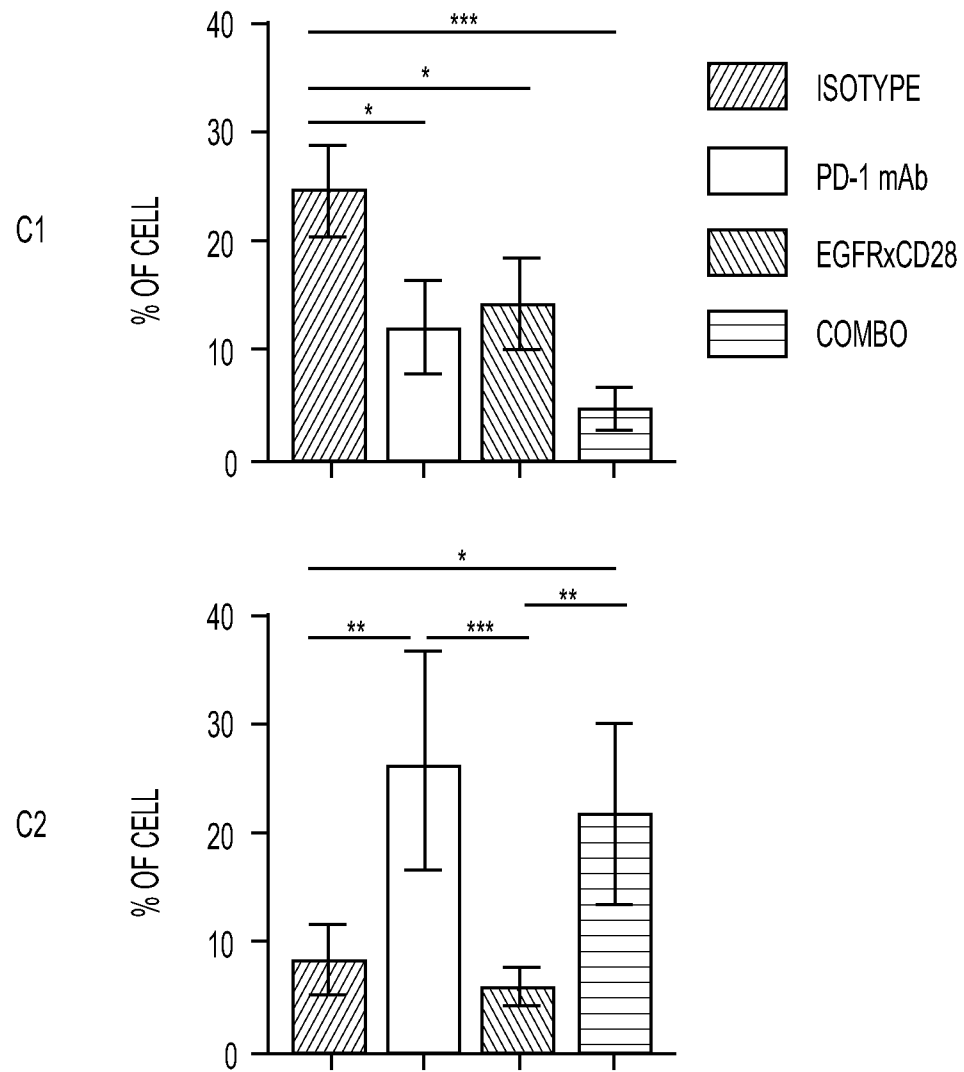 C1
% OF CELL
40
30
20
10
0
***
*
*
ISOTYPE
PD-1 mAb
EGFRxCD28
COMBO
C2
% OF CELL
40
30
20
10
0
*
**
**
***